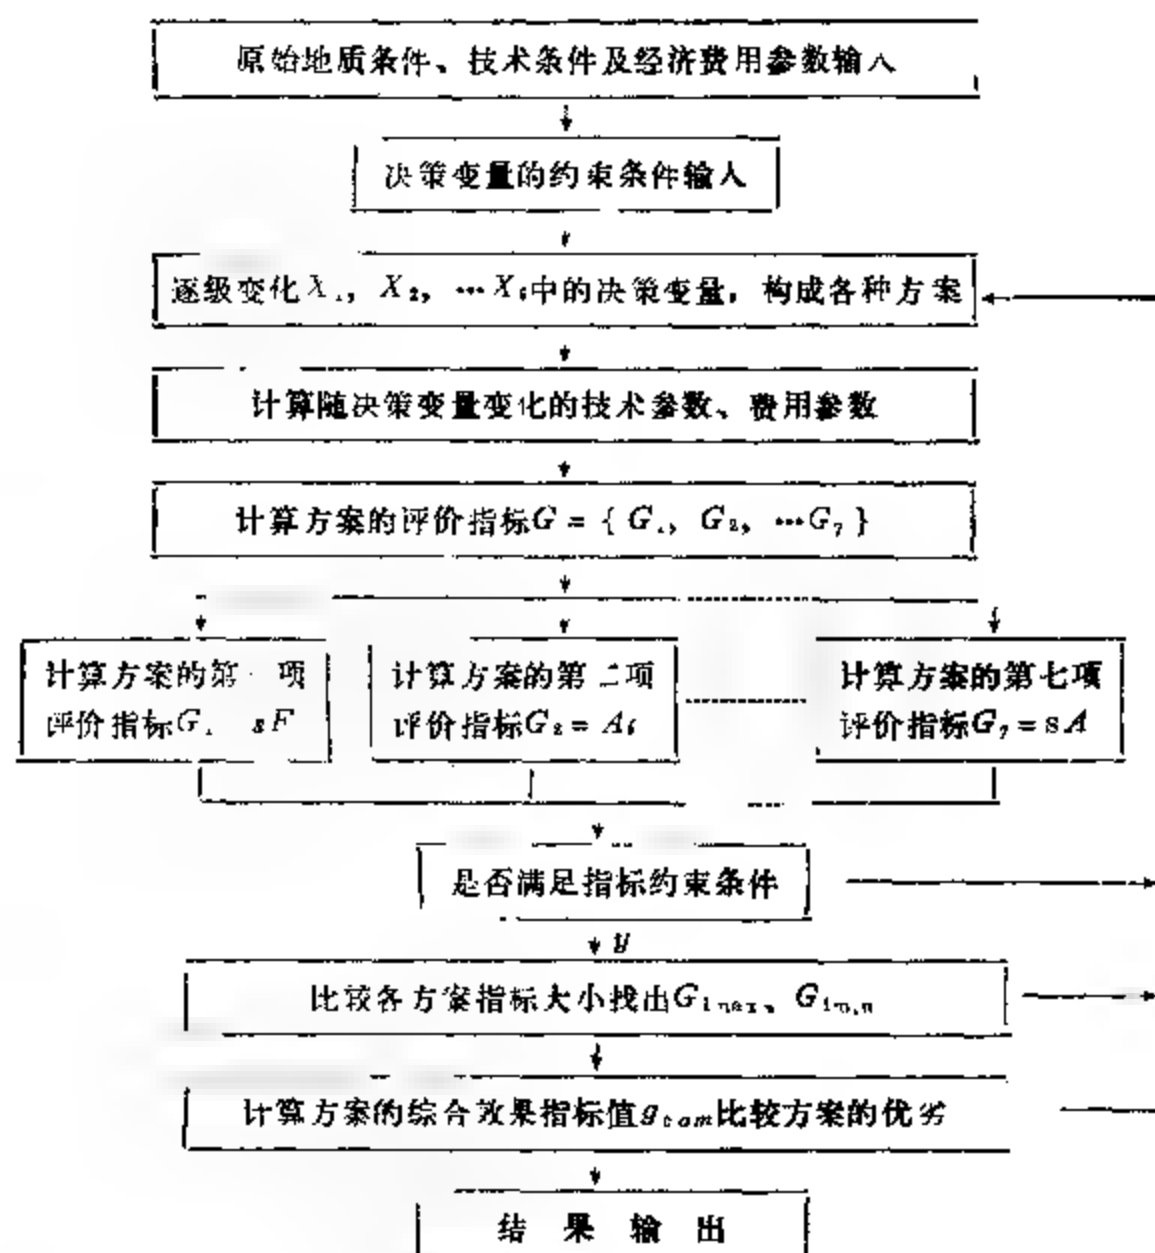 原始地质条件、技术条件及经济费用参数输入
决策变量的约束条件输入
逐级变化X₁, X₂, …X₆中的决策变量, 构成各种方案
计算随决策变量变化的技术参数、费用参数
计算方案的评价指标G = { G₁, G₂, …G₇ }
计算方案的第一项
评价指标G₁ sF
计算方案的第二项
评价指标G₂ = A
计算方案的第七项
评价指标G₇ = sA
是否满足指标约束条件
y
比较各方案指标大小找出Gimax、Gimin
计算方案的综合效果指标值gcom比较方案的优劣
结 果 输 出